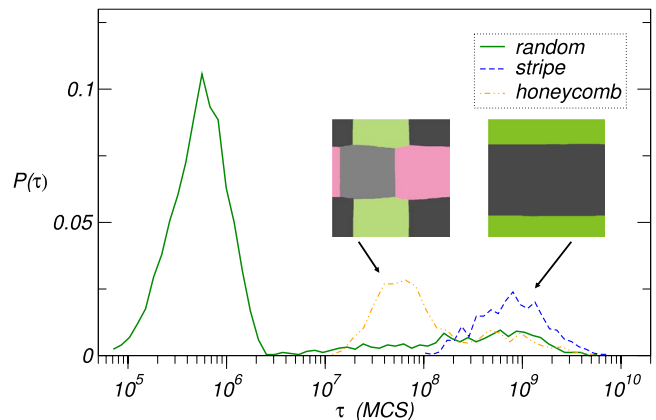 random
stripe
honeycomb
0.1
P(τ)
0.05
0
10^5 10^6 10^7 10^8 10^9 10^10
τ (MCS)